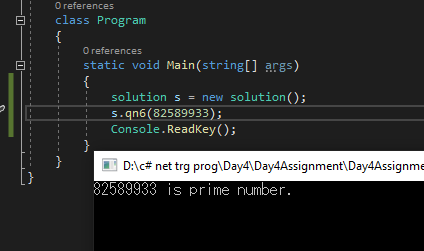 0 references
class Program
{
0 references
static void Main(string[] args)
{
solution s = new solution();
s.qn6(82589933);
Console.ReadKey();
}
}
}
D:\c# net trg prog\Day4\Day4Assignment\Day4Assignme
82589933 is prime number.